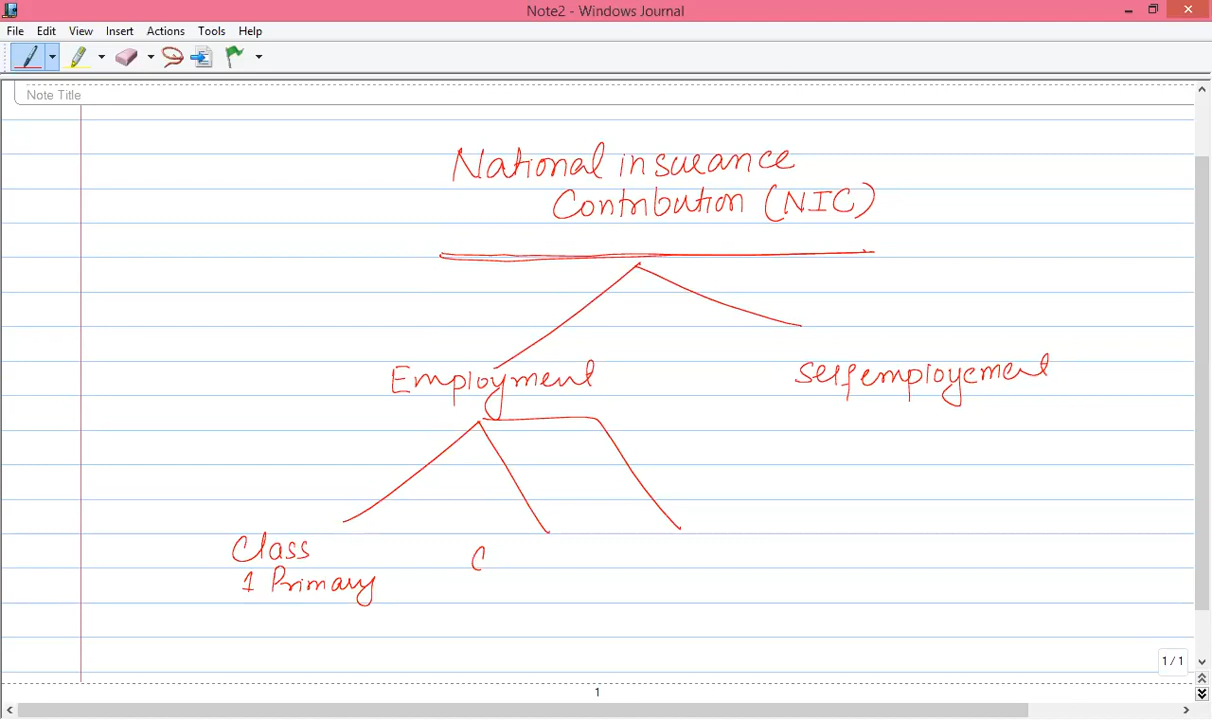 Note2 - Windows Journal
File Edit View Insert Actions Tools Help
Note Title
National insurance
Contribution (NIC)
Employment
Selfemployement
Class
1 Primary
C
1 / 1
1